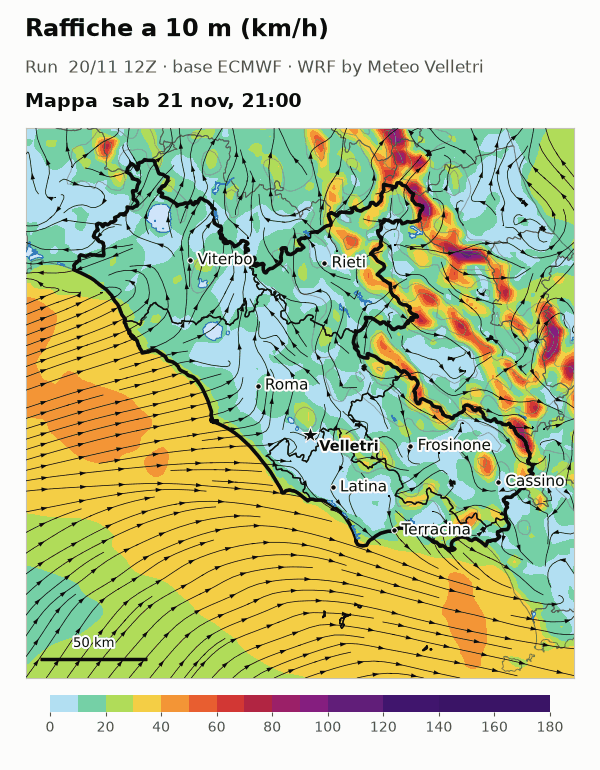 Raffiche a 10 m (km/h)
Run 20/11 12Z · base ECMWF · WRF by Meteo Velletri
Mappa sab 21 nov, 21:00
Viterbo
Rieti
Roma
Velletri
Frosinone
Latina
Cassino
Terracina
50 km
0 20 40 60 80 100 120 140 160 180